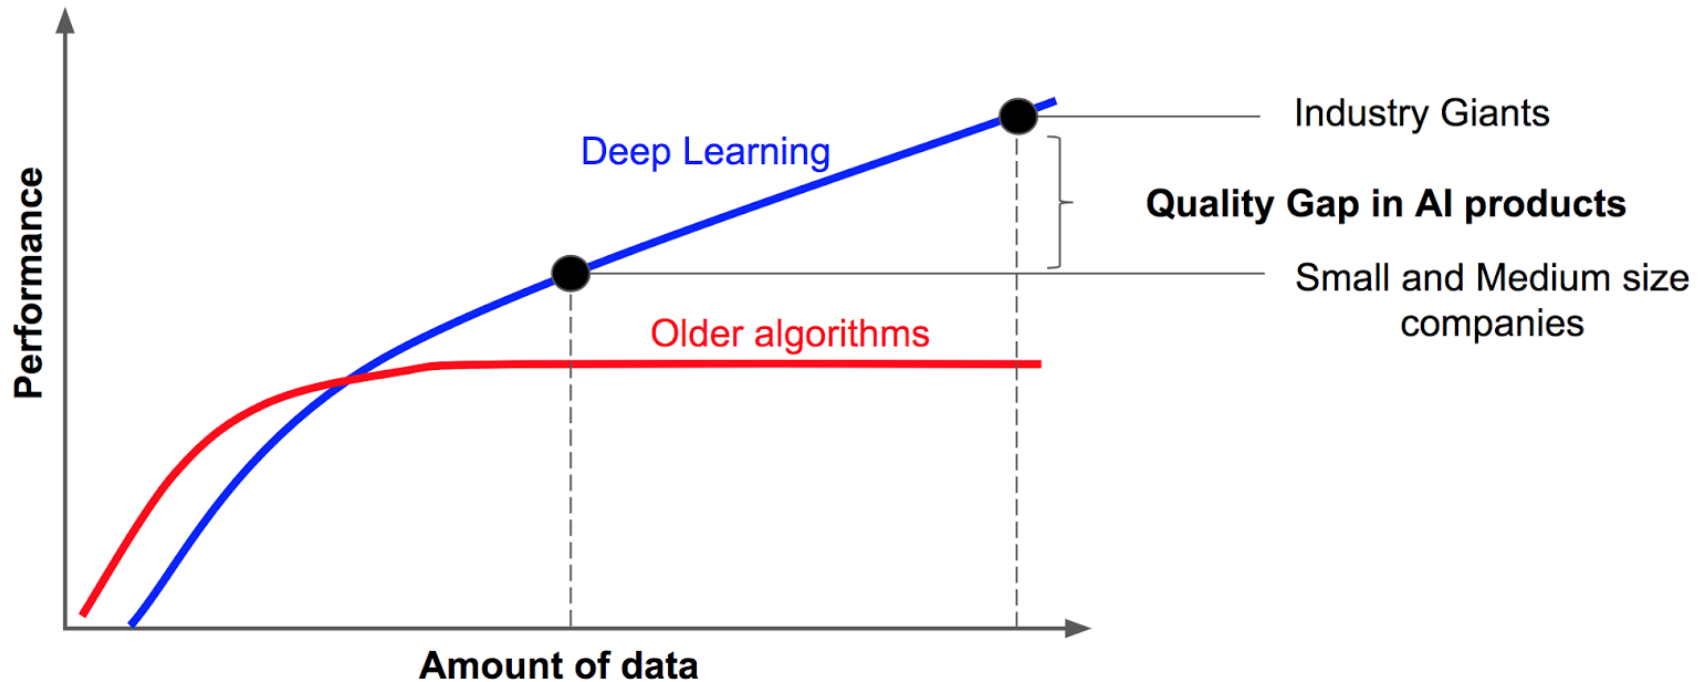 Industry Giants
Deep Learning
Quality Gap in AI products
Performance
Small and Medium size
companies
Older algorithms
Amount of data